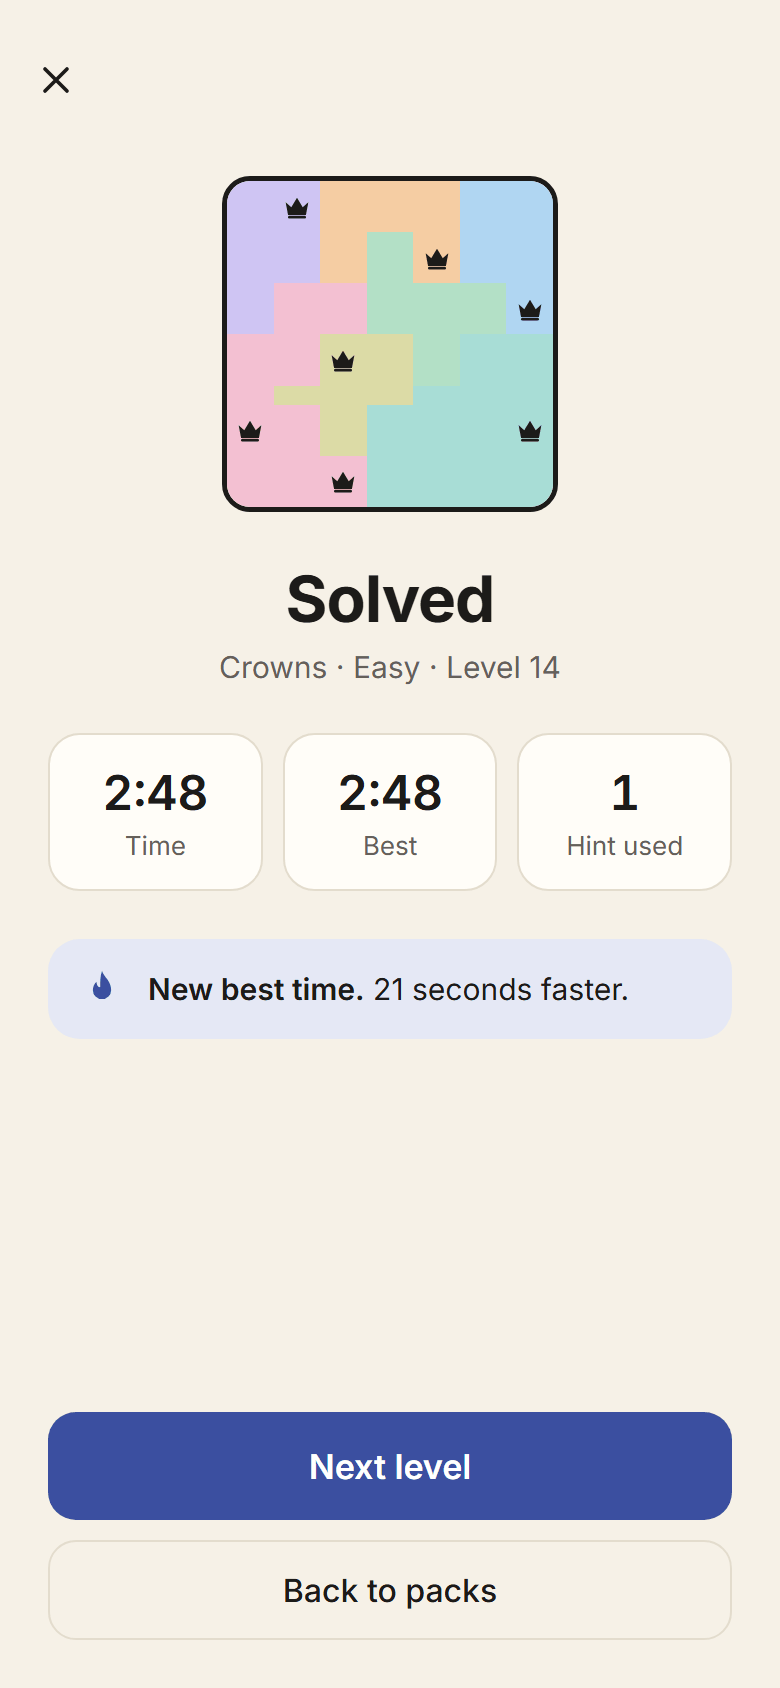 Solved
Crowns · Easy · Level 14
2:48
Time
2:48
Best
1
Hint used
New best time. 21 seconds faster.
Next level
Back to packs